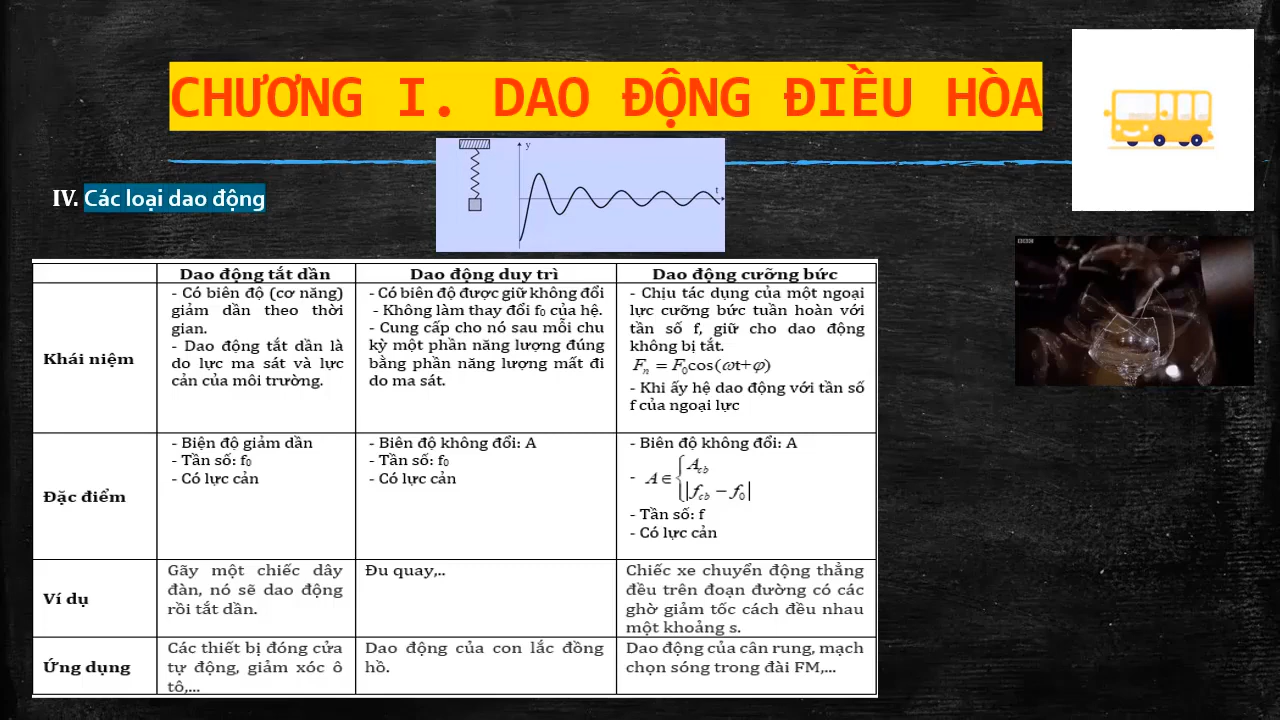 CHƯƠNG I. DAO ĐỘNG ĐIỀU HÒA
IV. Các loại dao động
y
t
BBC
Dao động tắt dần
Dao động duy trì
Dao động cưỡng bức
Khái niệm
- Có biên độ (cơ năng)
giảm dần theo thời
gian.
- Dao động tắt dần là
do lực ma sát và lực
cản của môi trường.
- Có biên độ được giữ không đổi
- Không làm thay đổi f₀ của hệ.
- Cung cấp cho nó sau mỗi chu
kỳ một phần năng lượng đúng
bằng phần năng lượng mất đi
do ma sát.
- Chịu tác dụng của một ngoại
lực cưỡng bức tuần hoàn với
tần số f, giữ cho dao động
không bị tắt.
Fₙ = F₀cos(ωt+φ)
- Khi ấy hệ dao động với tần số
f của ngoại lực
Đặc điểm
- Biện độ giảm dần
- Tần số: f₀
- Có lực cản
- Biên độ không đổi: A
- Tần số: f₀
- Có lực cản
- Biên độ không đổi: A
- A ∈ { A_cb
|f_cb − f₀|
- Tần số: f
- Có lực cản
Ví dụ
Gãy một chiếc dây
đàn, nó sẽ dao động
rồi tắt dần.
Đu quay,..
Chiếc xe chuyển động thẳng
đều trên đoạn đường có các
ghờ giảm tốc cách đều nhau
một khoảng s.
Ứng dụng
Các thiết bị đóng cửa
tự động, giảm xóc ô
tô,...
Dao động của con lắc đồng
hồ.
Dao động của cân rung, mạch
chọn sóng trong đài FM,...